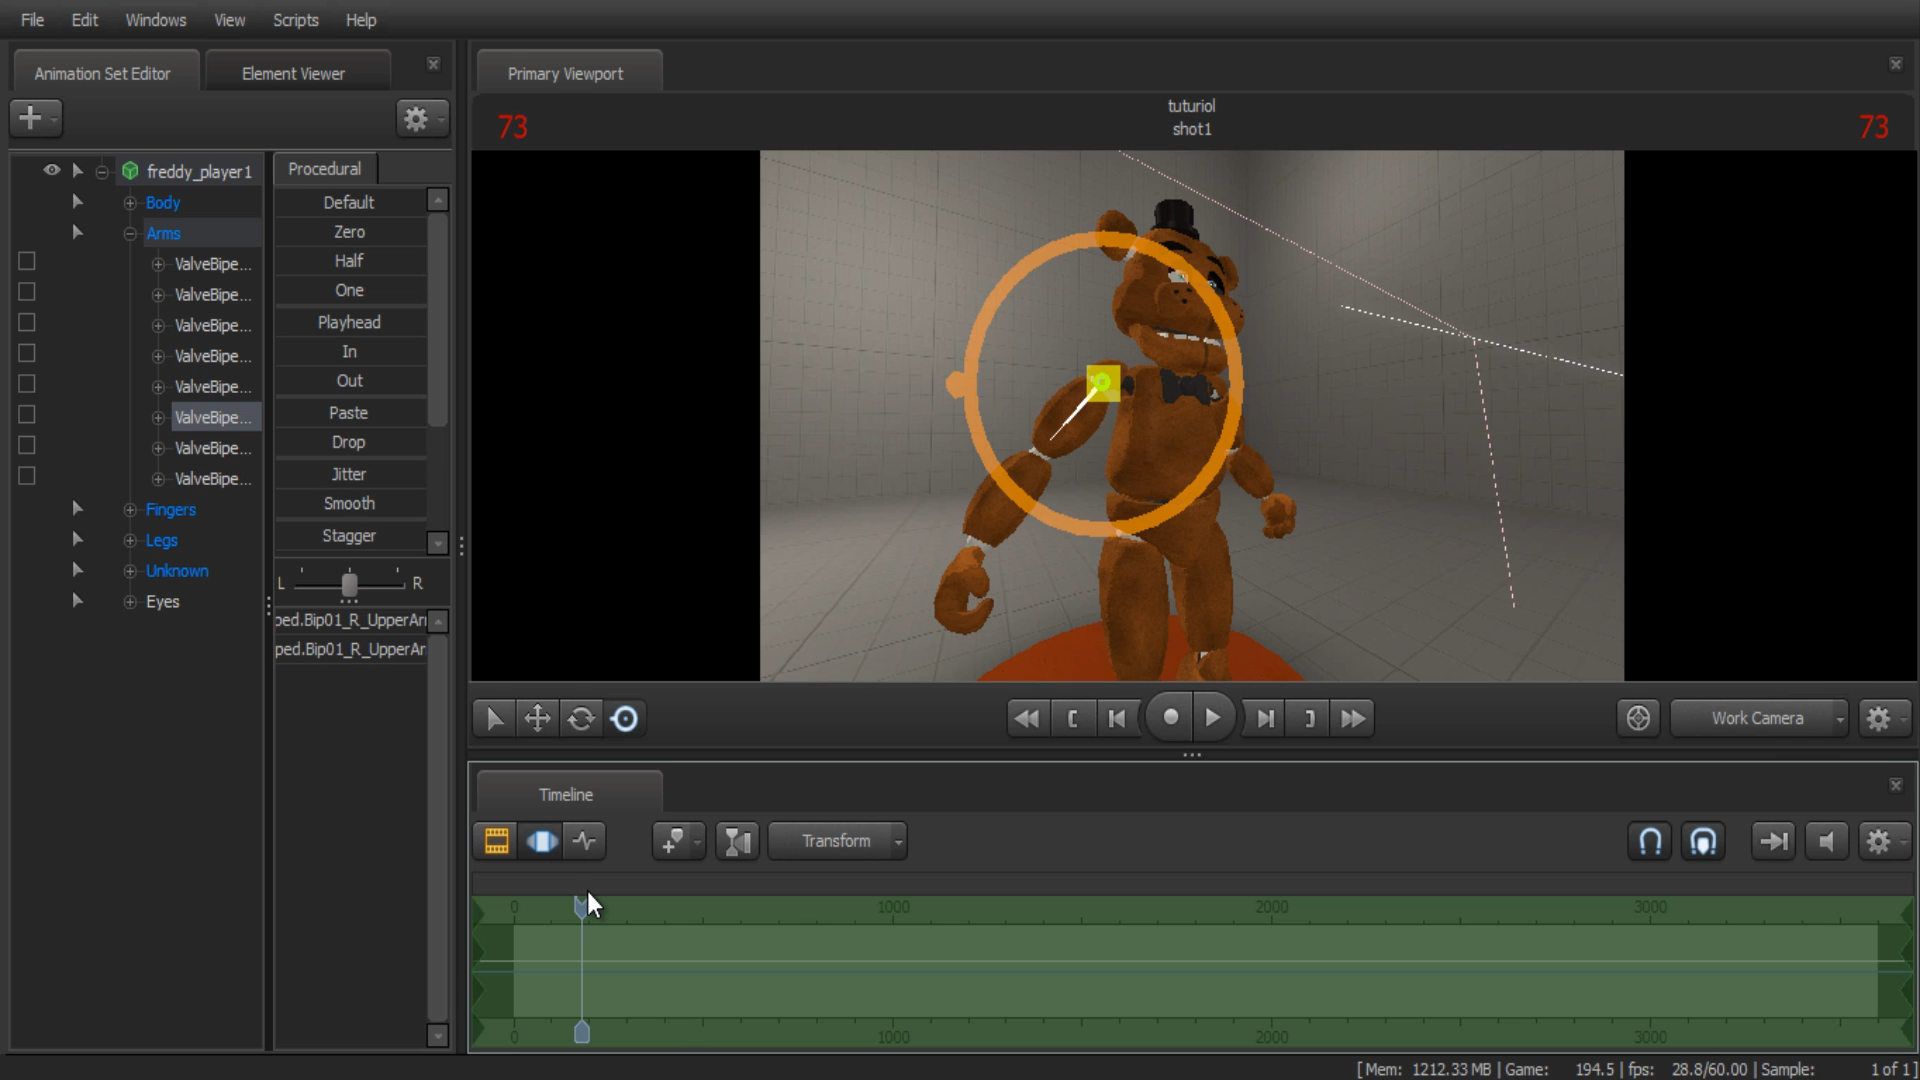 File Edit Windows View Scripts Help
Animation Set Editor Element Viewer
Primary Viewport
73
tuturiol
shot1
73
freddy_player1
Body
Arms
ValveBipe...
ValveBipe...
ValveBipe...
ValveBipe...
ValveBipe...
ValveBipe...
ValveBipe...
ValveBipe...
Fingers
Legs
Unknown
Eyes
Procedural
Default
Zero
Half
One
Playhead
In
Out
Paste
Drop
Jitter
Smooth
Stagger
L R
ped.Bip01_R_UpperAr
ped.Bip01_R_UpperAr
Work Camera
Timeline
Transform
0 1000 2000 3000
0 1000 2000 3000
[ Mem: 1212.33 MB | Game: 194.5 | fps: 28.8/60.00 | Sample: 1 of 1 ]